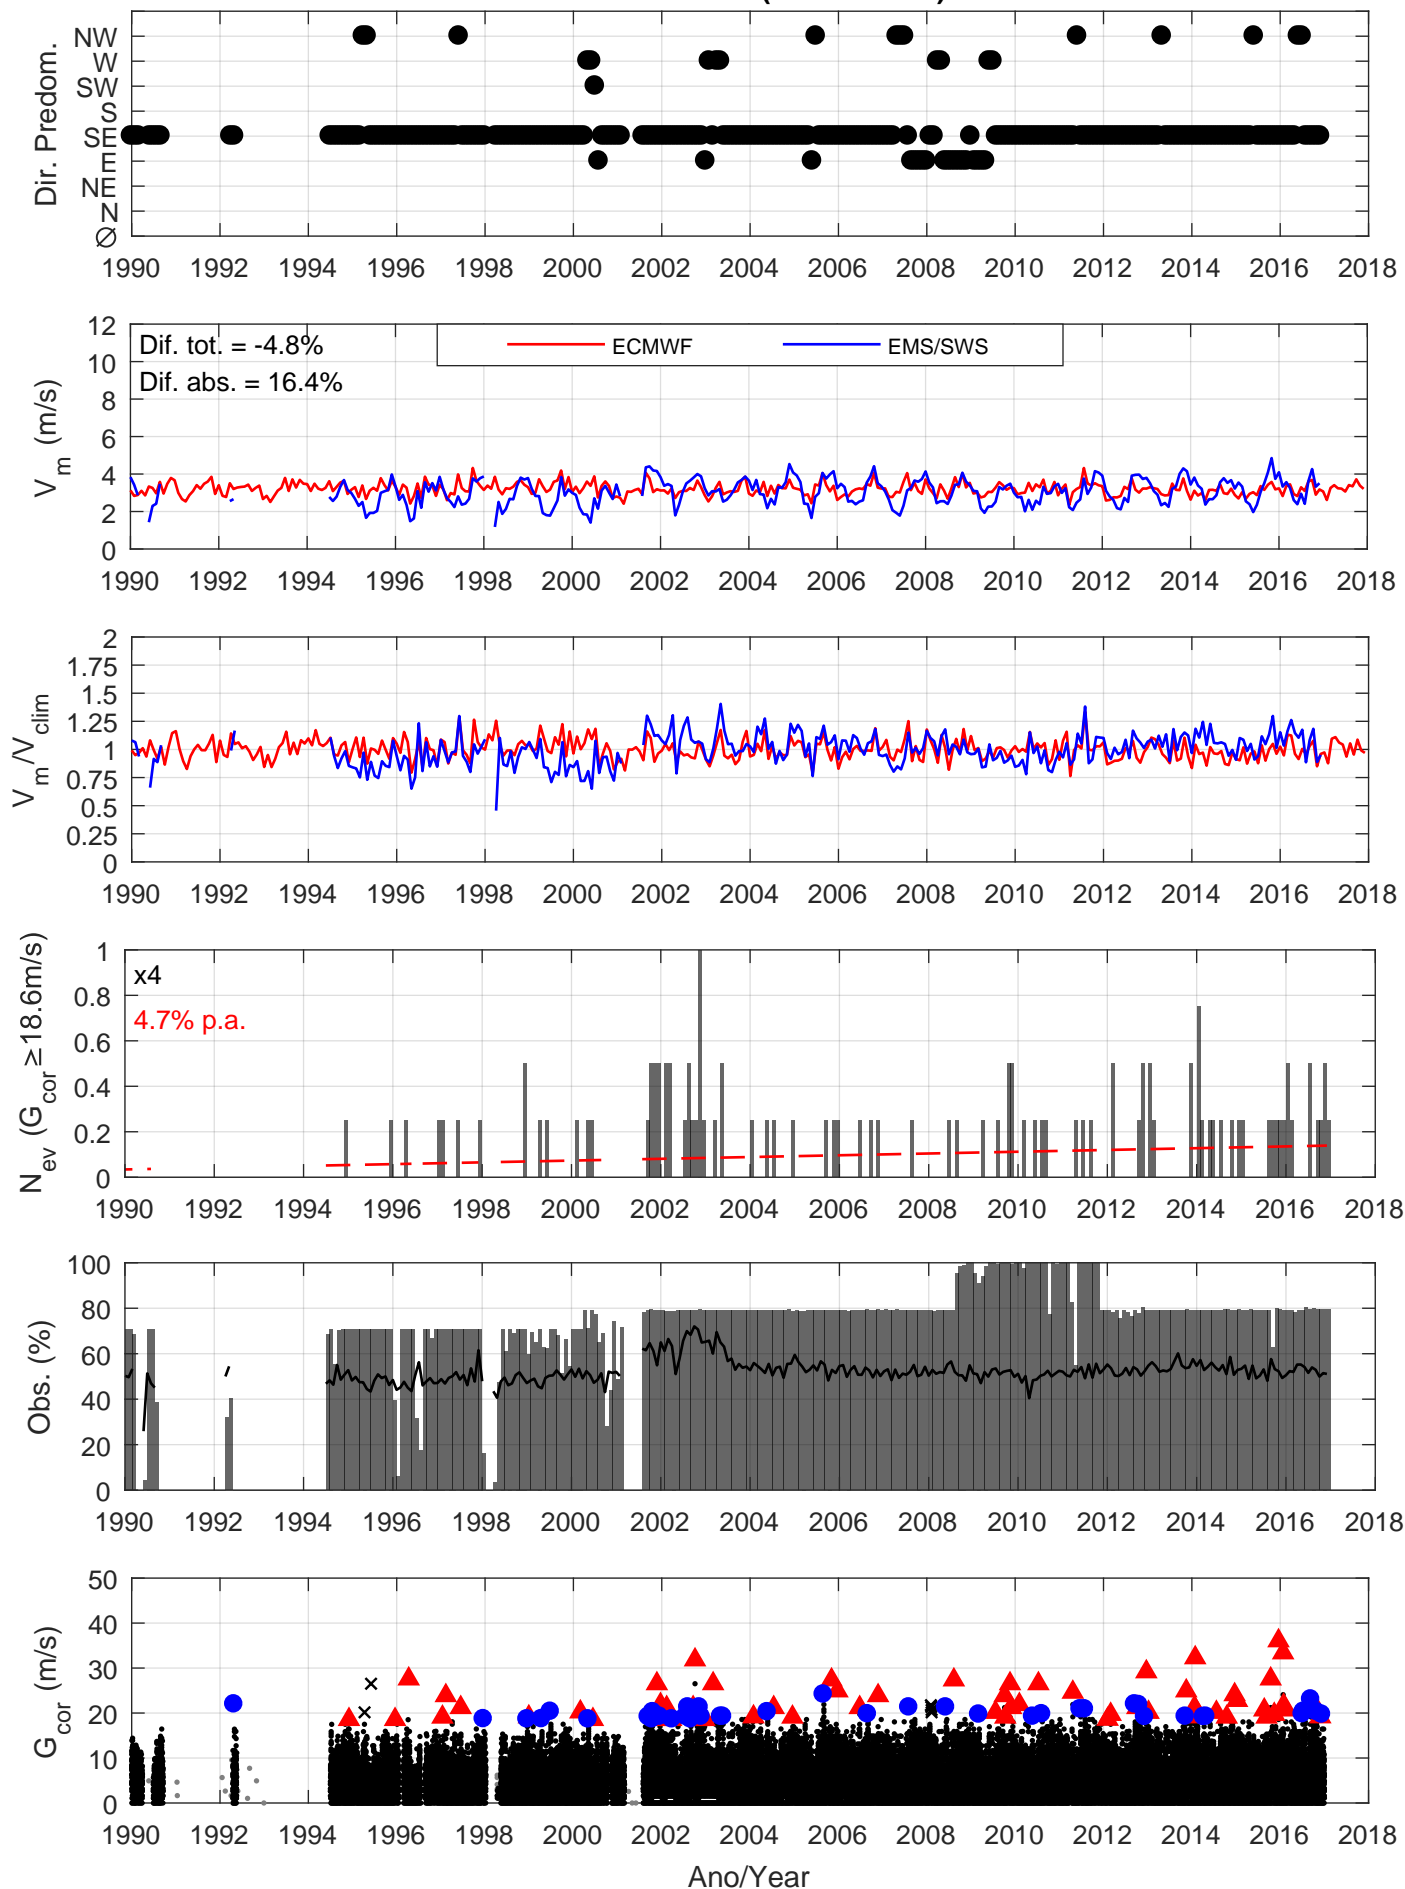 Dir. Predom.
NW
W
SW
S
SE
E
NE
N
∅
1990 1992 1994 1996 1998 2000 2002 2004 2006 2008 2010 2012 2014 2016 2018
V_m (m/s)
12
10
8
6
4
2
0
Dif. tot. = -4.8%
Dif. abs. = 16.4%
ECMWF
EMS/SWS
1990 1992 1994 1996 1998 2000 2002 2004 2006 2008 2010 2012 2014 2016 2018
V_m/V_clim
2
1.75
1.5
1.25
1
0.75
0.5
0.25
0
1990 1992 1994 1996 1998 2000 2002 2004 2006 2008 2010 2012 2014 2016 2018
N_ev (G_cor ≥18.6m/s)
1
0.8
0.6
0.4
0.2
0
x4
4.7% p.a.
1990 1992 1994 1996 1998 2000 2002 2004 2006 2008 2010 2012 2014 2016 2018
Obs. (%)
100
80
60
40
20
0
1990 1992 1994 1996 1998 2000 2002 2004 2006 2008 2010 2012 2014 2016 2018
G_cor (m/s)
50
40
30
20
10
0
1990 1992 1994 1996 1998 2000 2002 2004 2006 2008 2010 2012 2014 2016 2018
Ano/Year